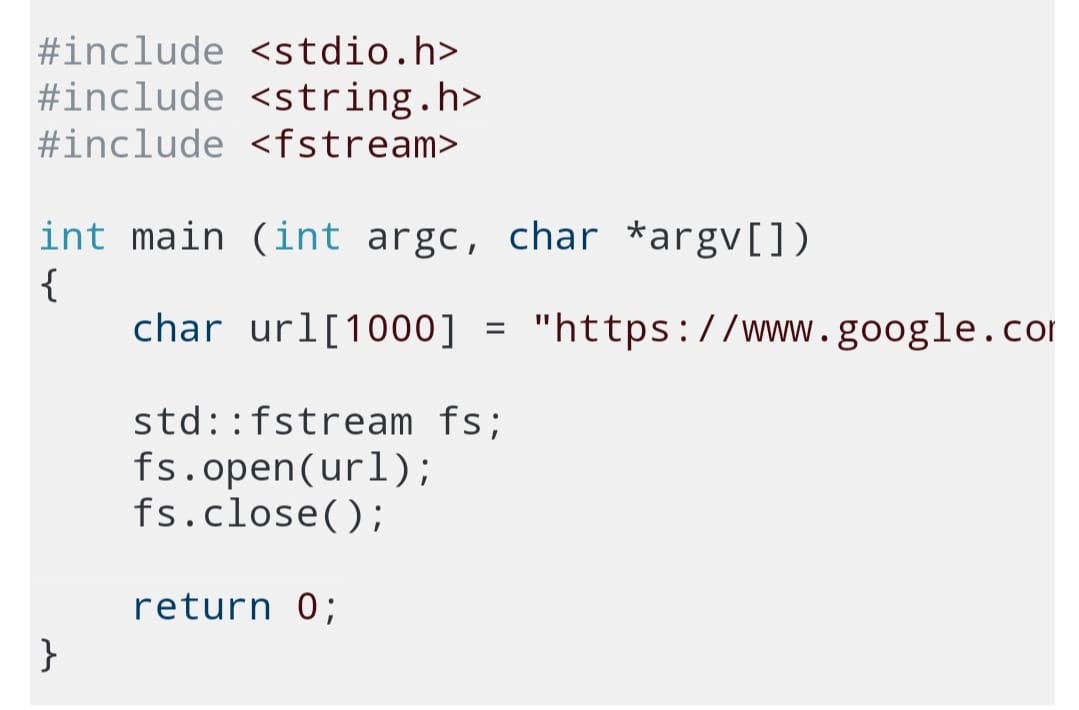 #include <stdio.h>
#include <string.h>
#include <fstream>
int main (int argc, char *argv[])
{
char url[1000] = "https://www.google.co
std::fstream fs;
fs.open(url);
fs.close();
return 0;
}